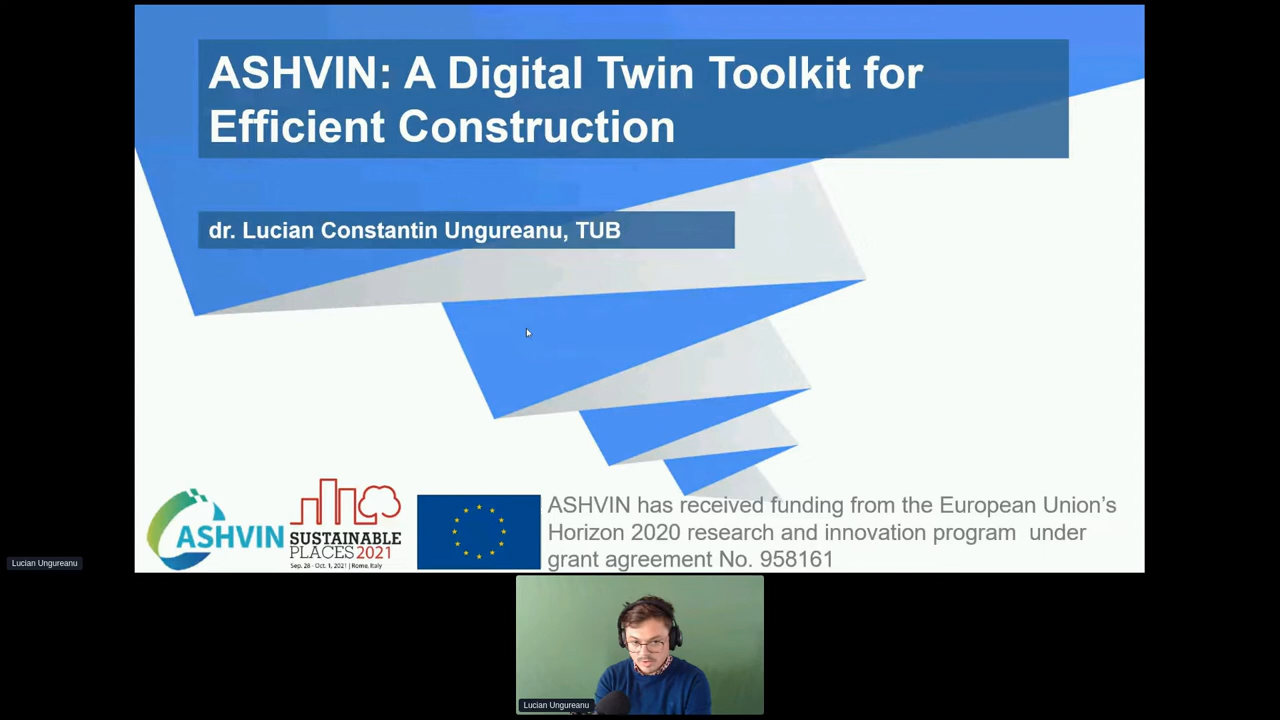 ASHVIN: A Digital Twin Toolkit for
Efficient Construction
dr. Lucian Constantin Ungureanu, TUB
ASHVIN
SUSTAINABLE
PLACES 2021
Sep. 28 - Oct. 1, 2021 | Rome, Italy
ASHVIN has received funding from the European Union’s
Horizon 2020 research and innovation program under
grant agreement No. 958161
Lucian Ungureanu
Lucian Ungureanu